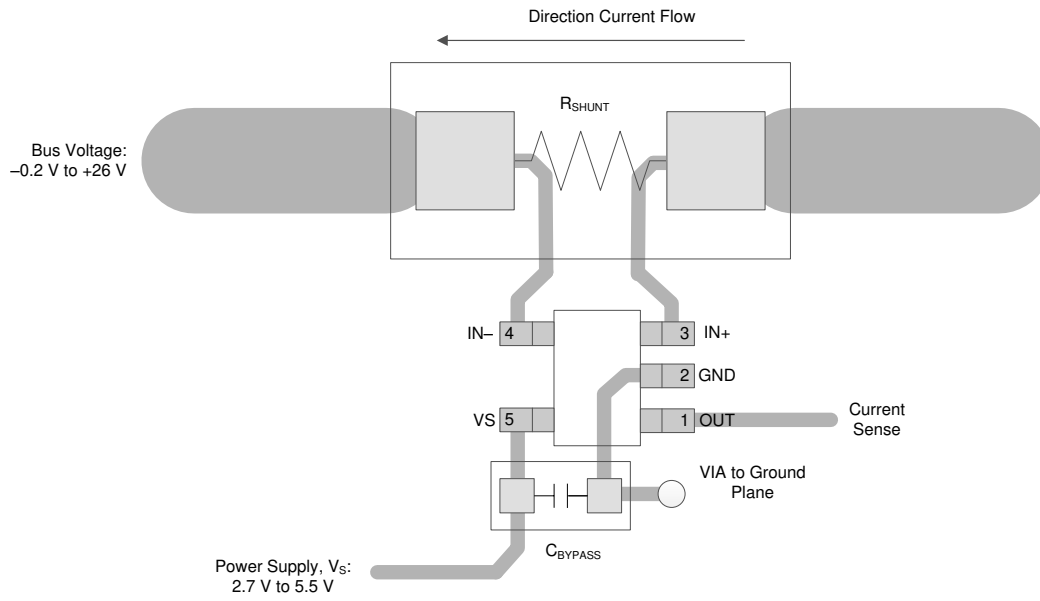 Direction Current Flow
RSHUNT
Bus Voltage:
–0.2 V to +26 V
IN–
4
3
IN+
2
GND
VS
5
1
OUT
Current
Sense
VIA to Ground
Plane
CBYPASS
Power Supply, VS:
2.7 V to 5.5 V